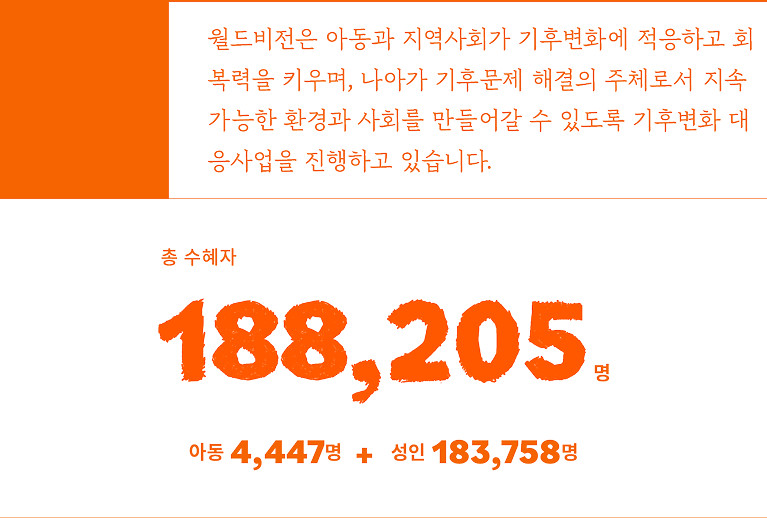 월드비전은 아동과 지역사회가 기후변화에 적응하고 회
복력을 키우며, 나아가 기후문제 해결의 주체로서 지속
가능한 환경과 사회를 만들어갈 수 있도록 기후변화 대
응사업을 진행하고 있습니다.
총 수혜자
188,205 명
아동 4,447명 + 성인 183,758명